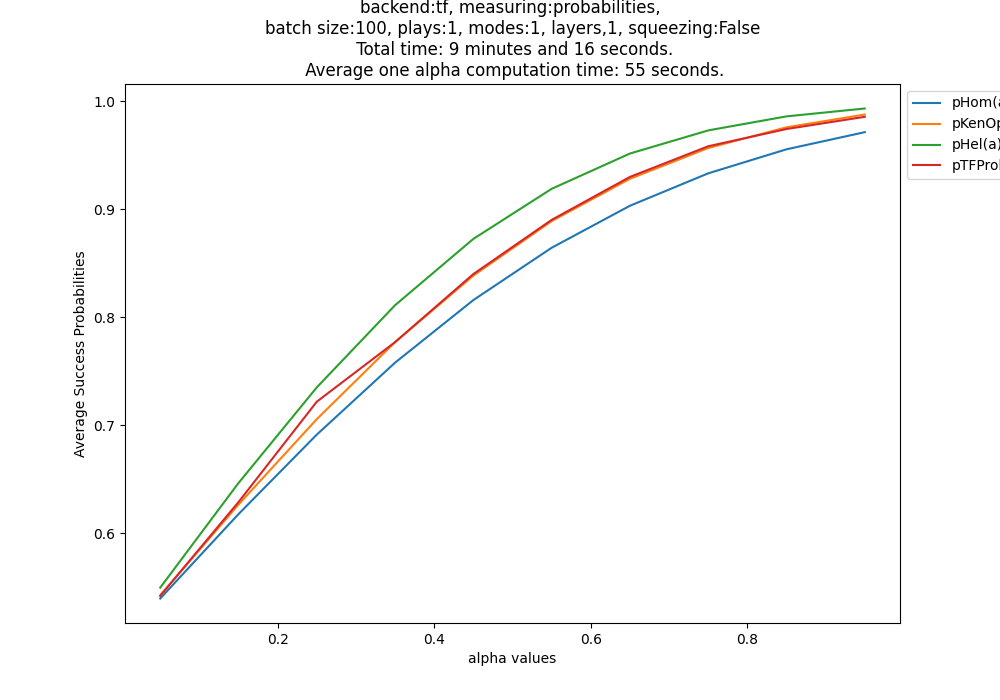 backend:tf, measuring:probabilities,
batch size:100, plays:1, modes:1, layers,1, squeezing:False
Total time: 9 minutes and 16 seconds.
Average one alpha computation time: 55 seconds.
1.0
0.9
0.8
0.7
0.6
Average Success Probabilities
0.2
0.4
0.6
0.8
alpha values
pHom(a
pKenOp
pHel(a)
pTFPro